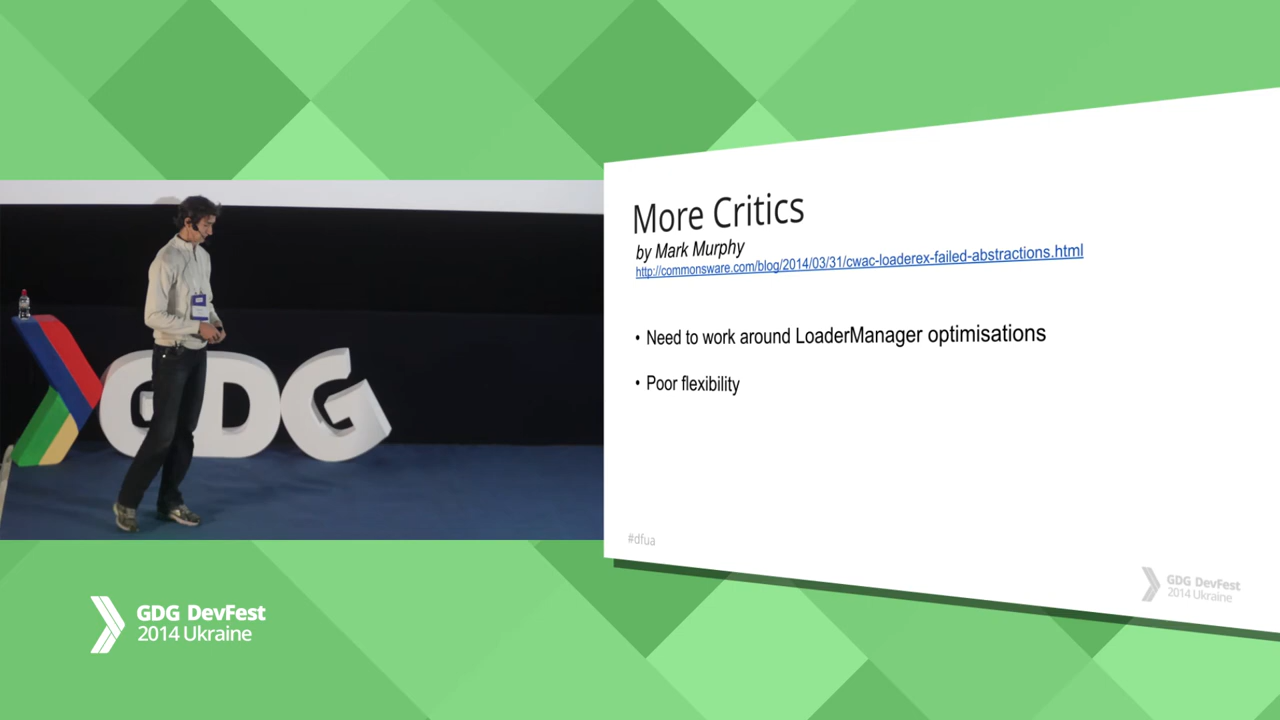 More Critics
by Mark Murphy
http://commonsware.com/blog/2014/03/31/cwac-loaderex-failed-abstractions.html
• Need to work around LoaderManager optimisations
• Poor flexibility
#dfua
GDG DevFest
2014 Ukraine
GDG
GDG DevFest
2014 Ukraine